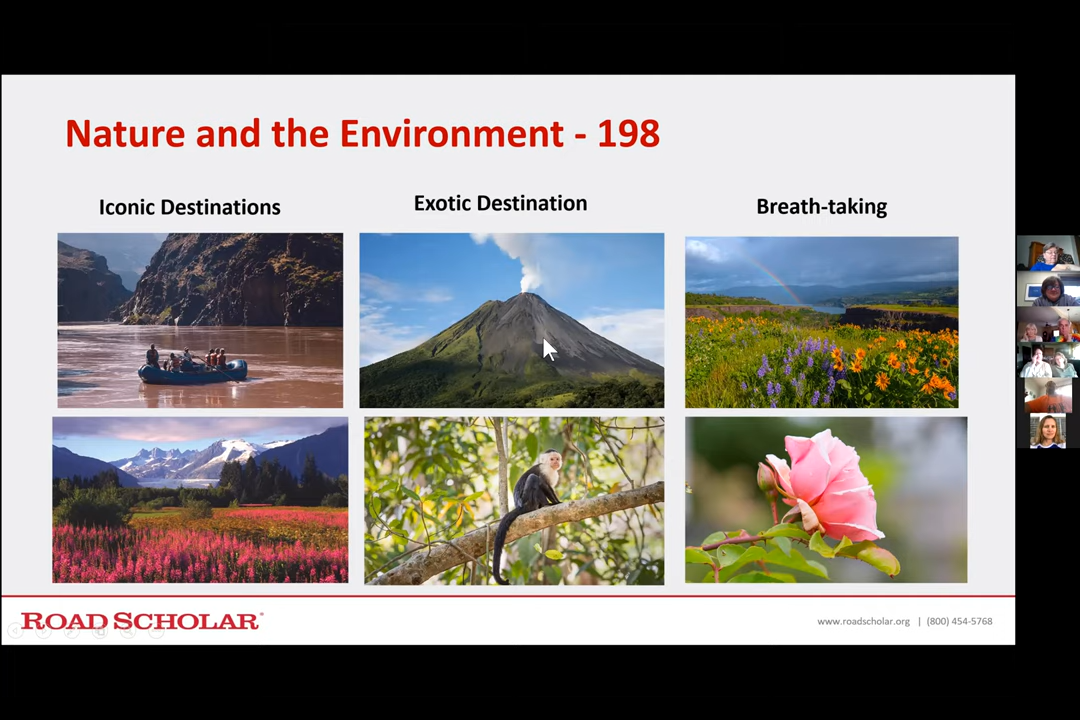 Nature and the Environment - 198
Iconic Destinations
Exotic Destination
Breath-taking
ROAD SCHOLAR®
www.roadscholar.org | (800) 454-5768